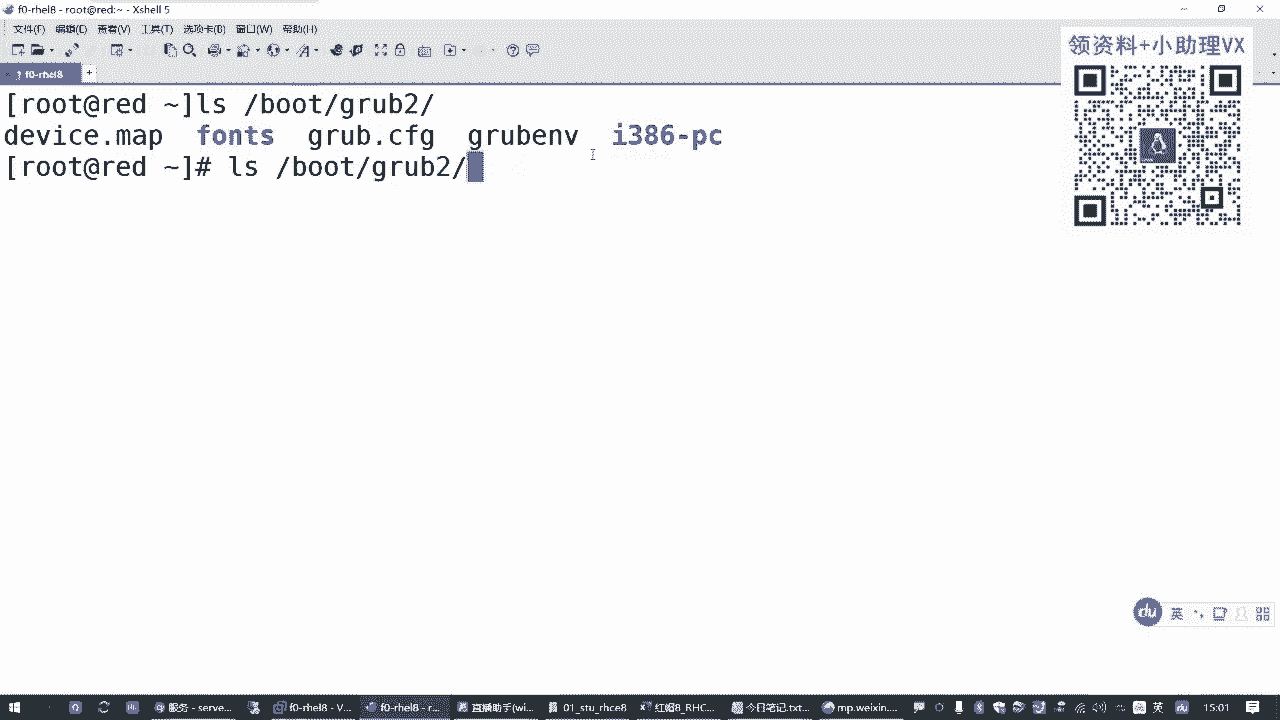 f0-rhel8 - root@red:~ - Xshell 5
文件(F) 编辑(E) 查看(V) 工具(T) 选项卡(B) 窗口(W) 帮助(H)
领资料+小助理VX
f0-rhel8 +
[root@red ~]ls /boot/grub2/
device.map fonts grub.cfg grubenv i386-pc
[root@red ~]# ls /boot/grub2/
du 英
服务 - serve... f0-rhel8 - V... f0-rhel8 - r... 直播助手(wi... 01_stu_rhce8 红帽8_RHC... 今日笔记.txt... mp.weixin... 英 du 15:01